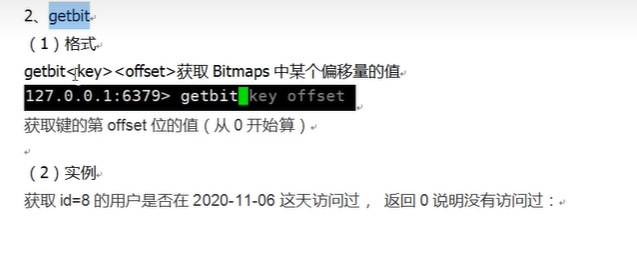 2、getbit
（1）格式
getbit<key><offset>获取 Bitmaps 中某个偏移量的值
127.0.0.1:6379> getbit key offset
获取键的第 offset 位的值（从 0 开始算）
（2）实例
获取 id=8 的用户是否在 2020-11-06 这天访问过， 返回 0 说明没有访问过：